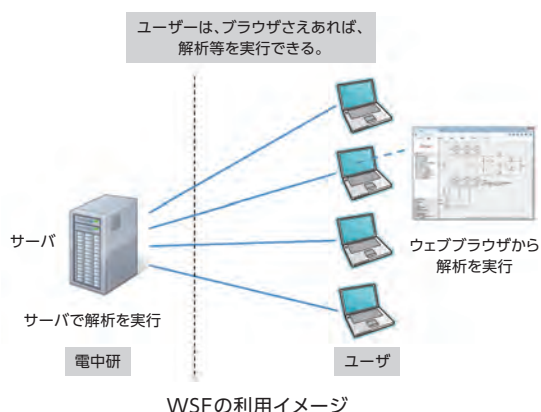 ユーザーは、ブラウザさえあれば、
解析等を実行できる。
サーバ
サーバで解析を実行
ウェブブラウザから
解析を実行
電中研
ユーザ
WSFの利用イメージ